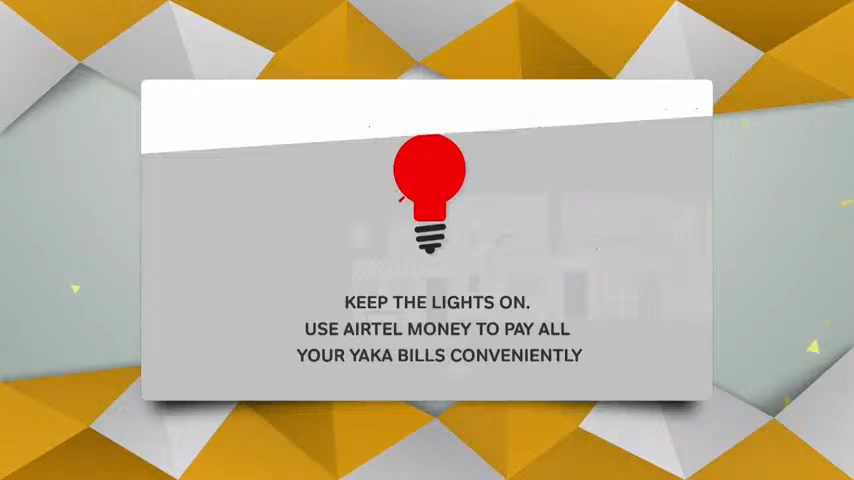 KEEP THE LIGHTS ON.
USE AIRTEL MONEY TO PAY ALL
YOUR YAKA BILLS CONVENIENTLY